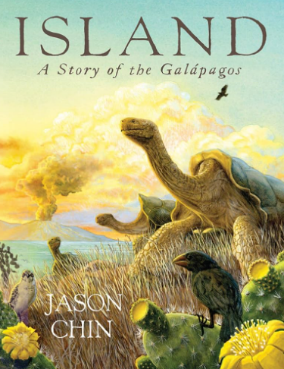 ISLAND
A Story of the Galápagos
JASON
CHIN